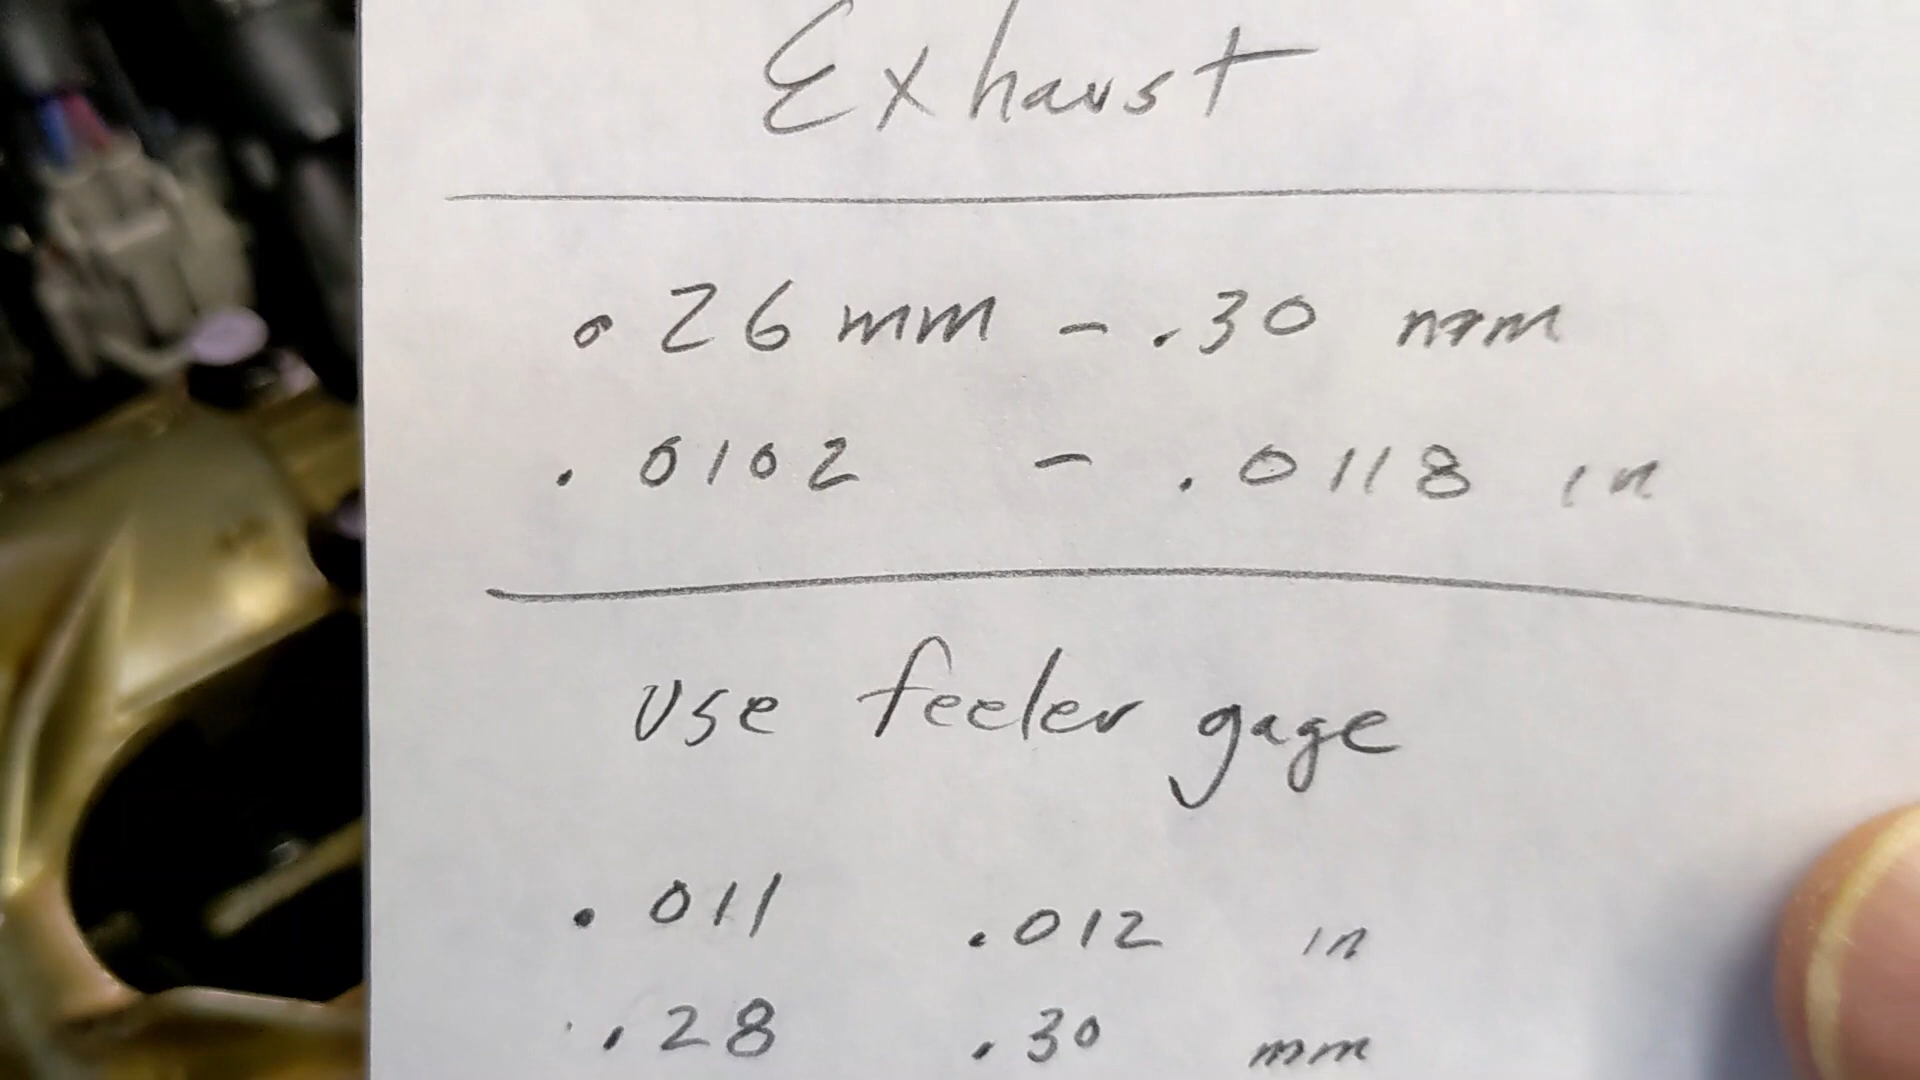 Exhaust
.26 mm - .30 mm
.0102 - .0118 in
Use feeler gage
.011 .012 in
.28 .30 mm